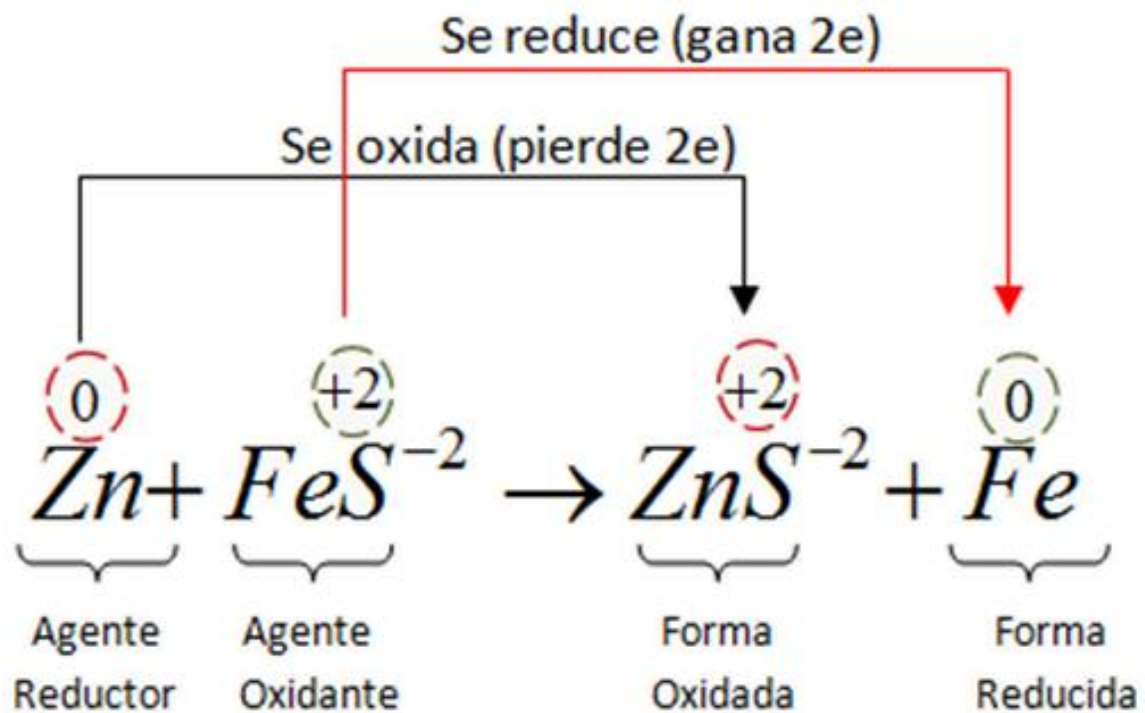 Se reduce (gana 2e)
Se oxida (pierde 2e)
0 +2 +2 0
Zn + FeS⁻² → ZnS⁻² + Fe
Agente Agente Forma Forma
Reductor Oxidante Oxidada Reducida